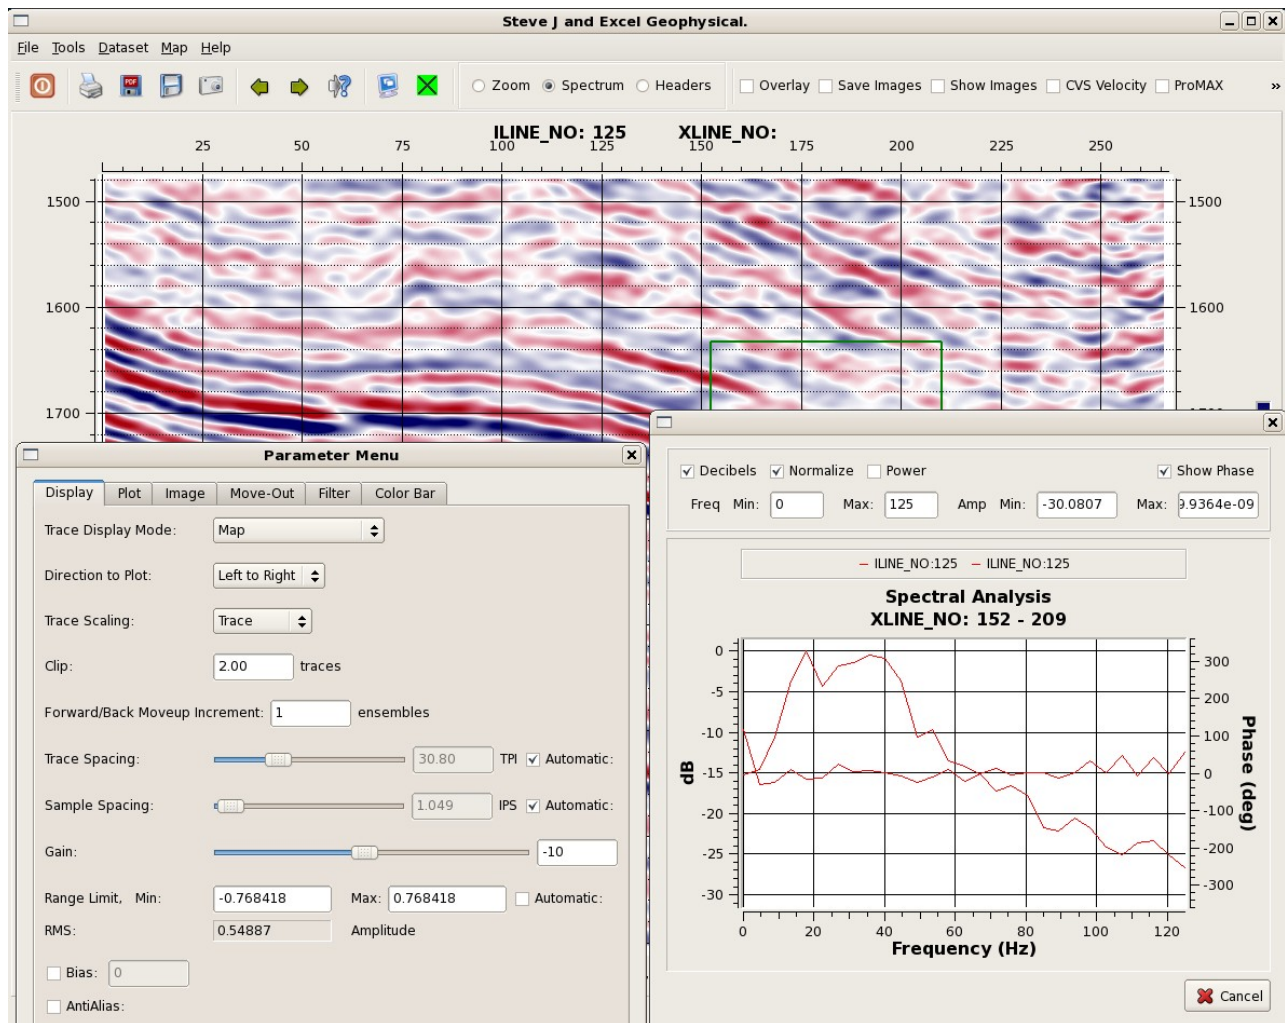 Steve J and Excel Geophysical.
File Tools Dataset Map Help
PDF
Zoom Spectrum Headers Overlay Save Images Show Images CVS Velocity ProMAX »
ILINE_NO: 125 XLINE_NO:
25 50 75 100 125 150 175 200 225 250
1500 1500
1600 1600
1700
Parameter Menu
Display Plot Image Move-Out Filter Color Bar
Trace Display Mode: Map
Direction to Plot: Left to Right
Trace Scaling: Trace
Clip: 2.00 traces
Forward/Back Moveup Increment: 1 ensembles
Trace Spacing: 30.80 TPI Automatic:
Sample Spacing: 1.049 IPS Automatic:
Gain: -10
Range Limit, Min: -0.768418 Max: 0.768418 Automatic:
RMS: 0.54887 Amplitude
Bias: 0
AntiAlias:
Decibels Normalize Power Show Phase
Freq Min: 0 Max: 125 Amp Min: -30.0807 Max: 9.9364e-09
ILINE_NO:125 ILINE_NO:125
Spectral Analysis
XLINE_NO: 152 - 209
dB
0
-5
-10
-15
-20
-25
-30
300
200
100
0
-100
-200
-300
Phase (deg)
0 20 40 60 80 100 120
Frequency (Hz)
Cancel